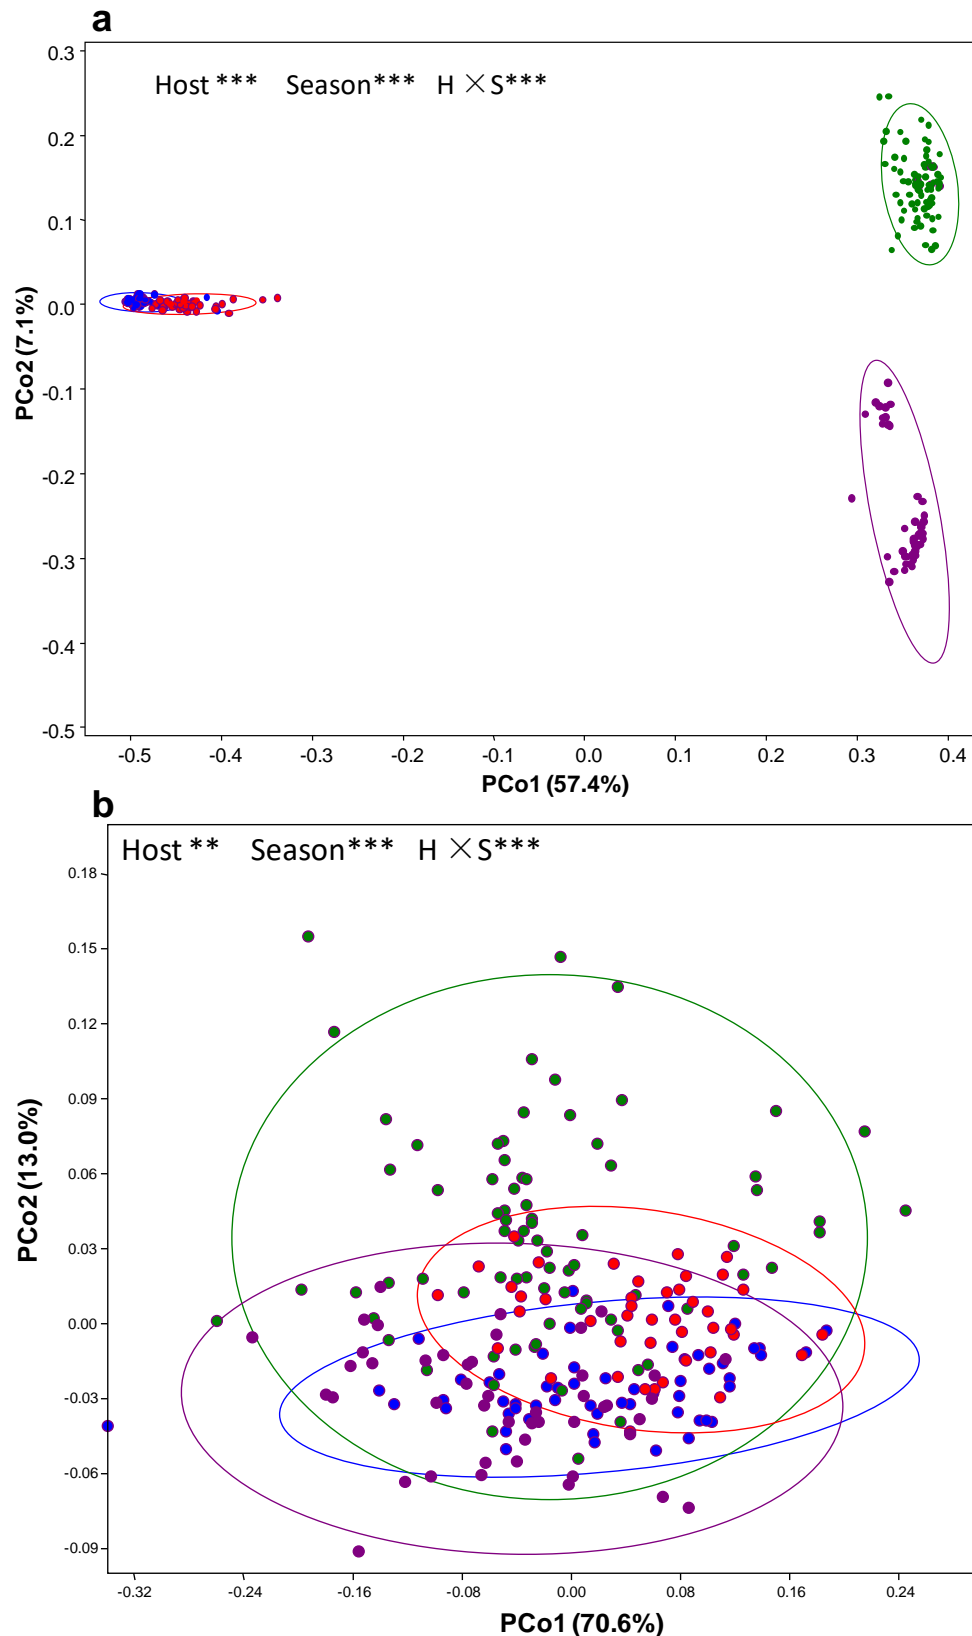 a
Host *** Season*** H ×S***
0.3
0.2
0.1
0.0
-0.1
-0.2
-0.3
-0.4
-0.5
PCo2 (7.1%)
-0.5 -0.4 -0.3 -0.2 -0.1 0.0 0.1 0.2 0.3 0.4
PCo1 (57.4%)
b
Host ** Season*** H ×S***
0.18
0.15
0.12
0.09
0.06
0.03
0.00
-0.03
-0.06
-0.09
PCo2 (13.0%)
-0.32 -0.24 -0.16 -0.08 0.00 0.08 0.16 0.24
PCo1 (70.6%)